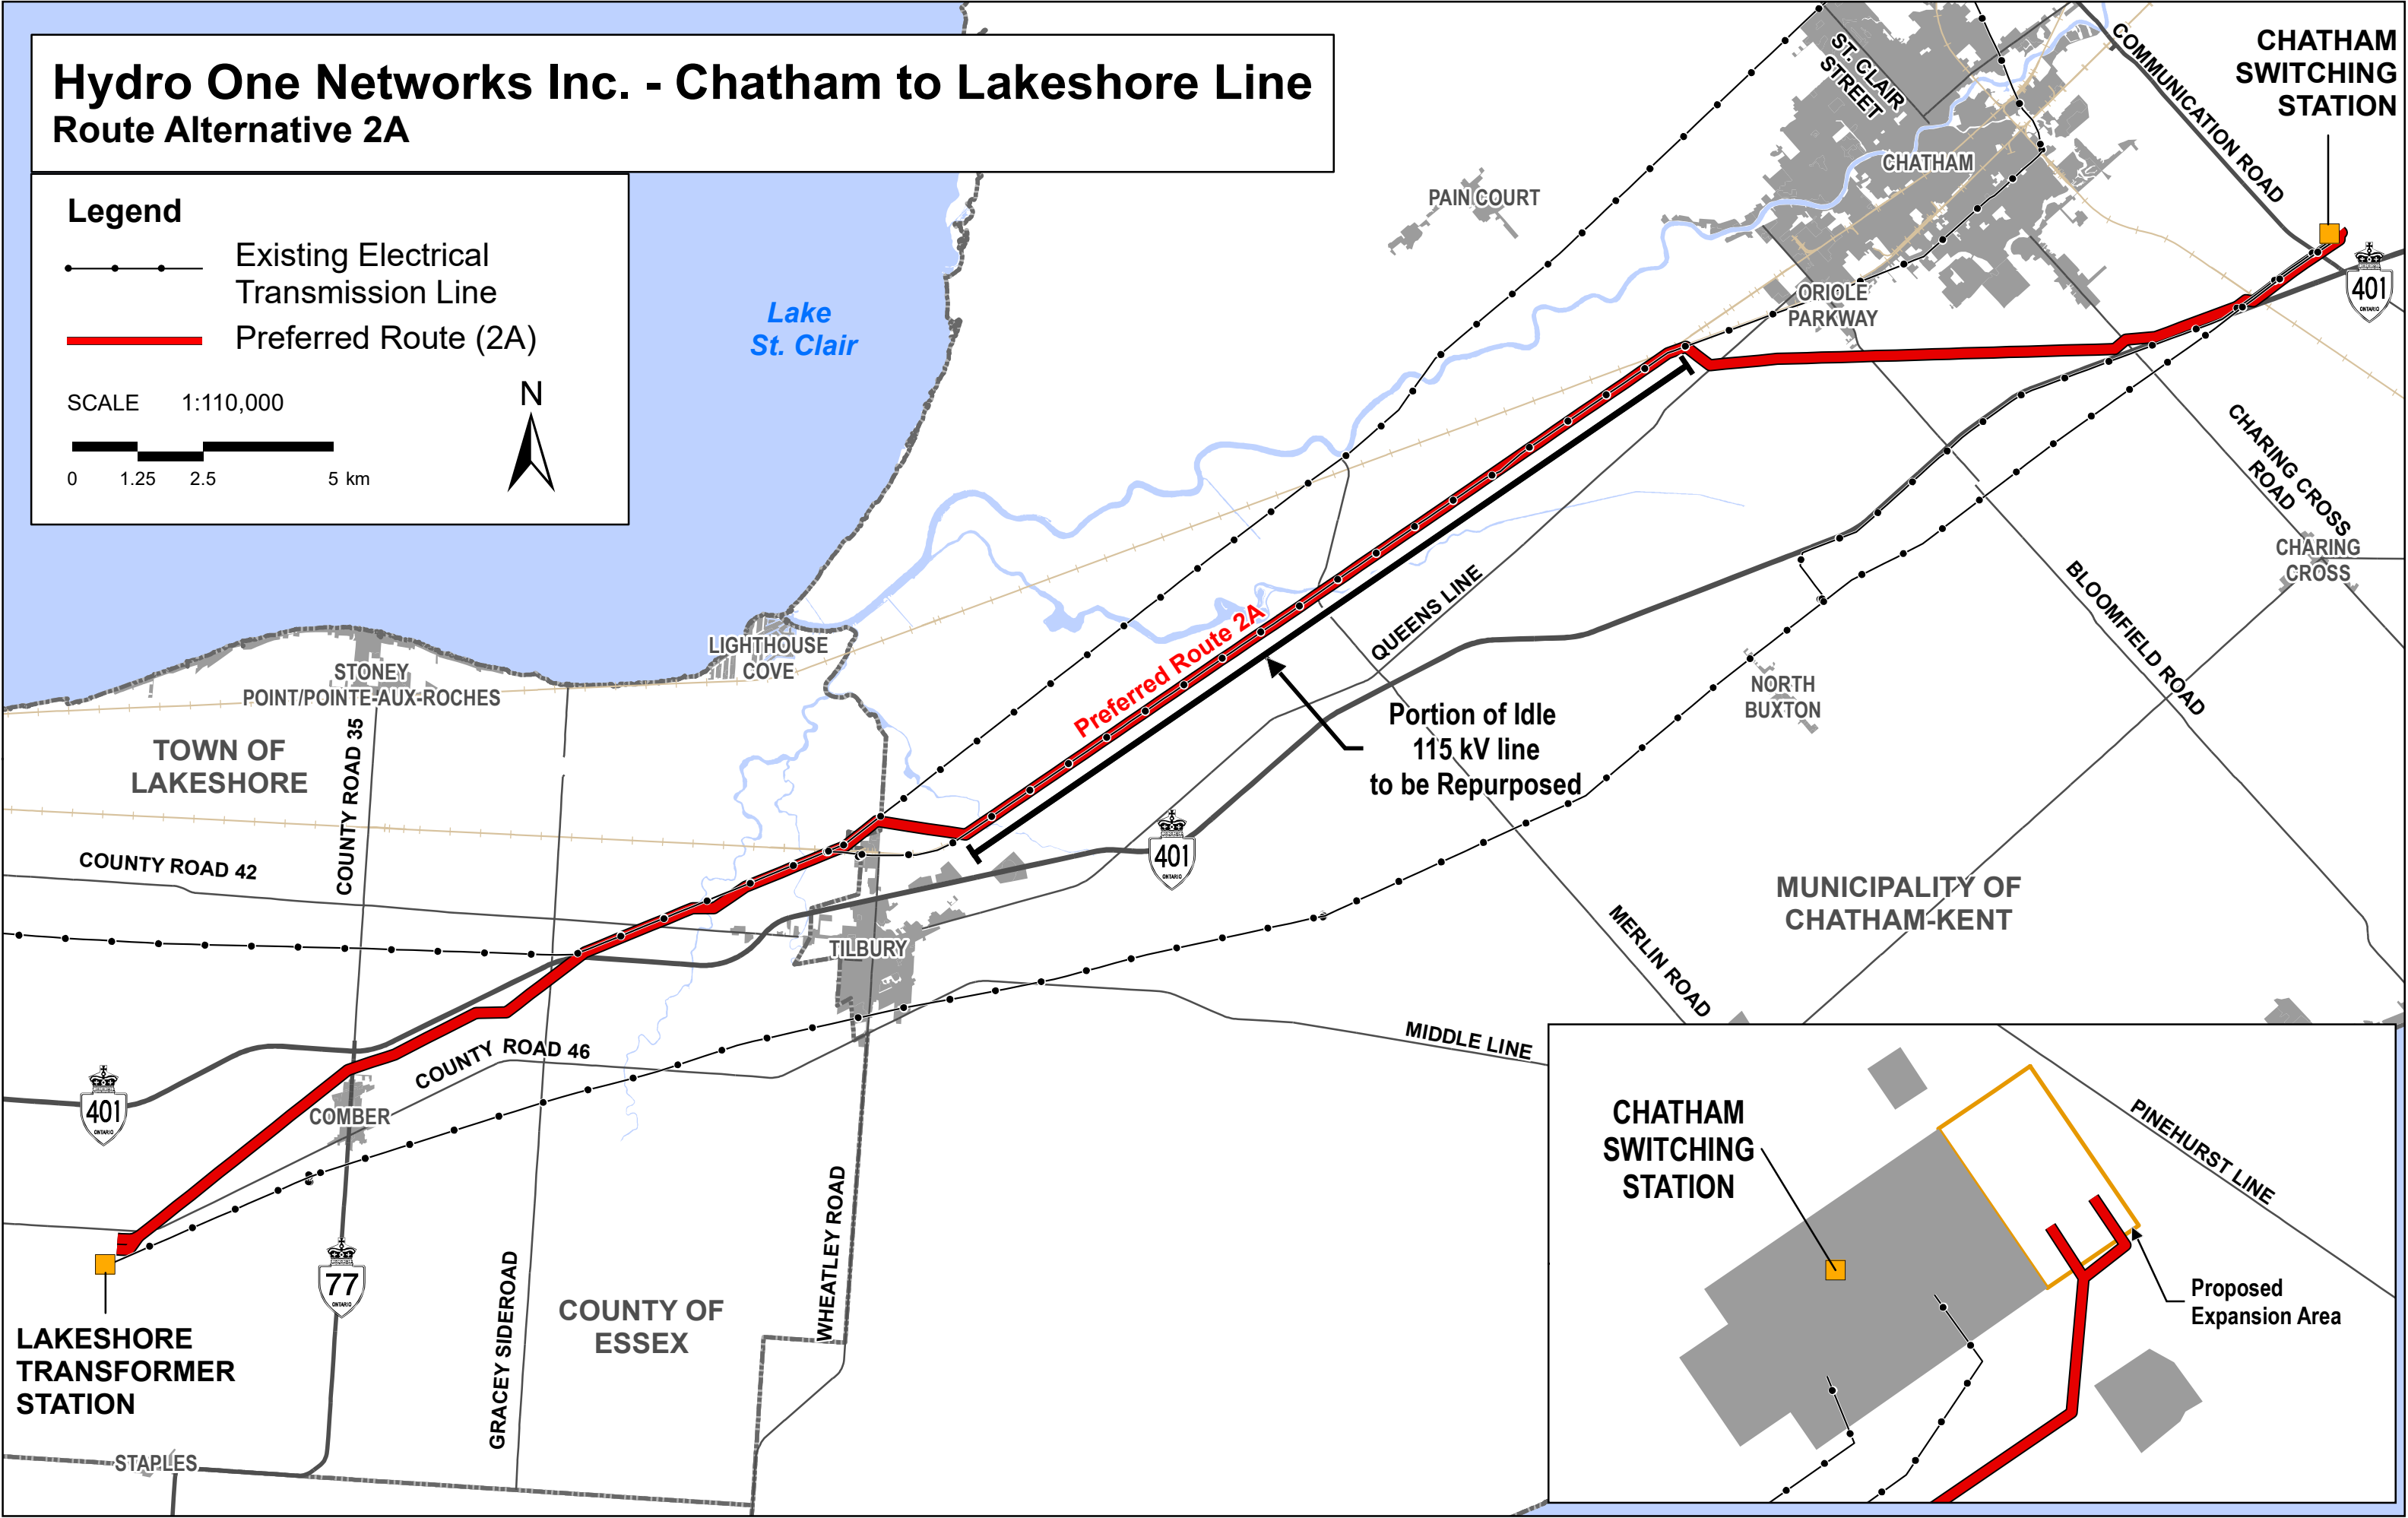 Hydro One Networks Inc. - Chatham to Lakeshore Line
Route Alternative 2A
Legend
Existing Electrical
Transmission Line
Preferred Route (2A)
SCALE 1:110,000
0 1.25 2.5 5 km
N
Lake
St. Clair
PAIN COURT
ST. CLAIR
STREET
CHATHAM
COMMUNICATION ROAD
CHATHAM
SWITCHING
STATION
401
ONTARIO
ORIOLE
PARKWAY
CHARING CROSS
ROAD
CHARING
CROSS
BLOOMFIELD ROAD
QUEENS LINE
Preferred Route 2A
Portion of Idle
115 kV line
to be Repurposed
NORTH
BUXTON
LIGHTHOUSE
COVE
STONEY
POINT/POINTE-AUX-ROCHES
TOWN OF
LAKESHORE
COUNTY ROAD 35
COUNTY ROAD 42
401
ONTARIO
TILBURY
MUNICIPALITY OF
CHATHAM-KENT
MERLIN ROAD
MIDDLE LINE
COUNTY ROAD 46
401
ONTARIO
COMBER
77
ONTARIO
WHEATLEY ROAD
GRACEY SIDEROAD
COUNTY OF
ESSEX
LAKESHORE
TRANSFORMER
STATION
STAPLES
CHATHAM
SWITCHING
STATION
PINEHURST LINE
Proposed
Expansion Area